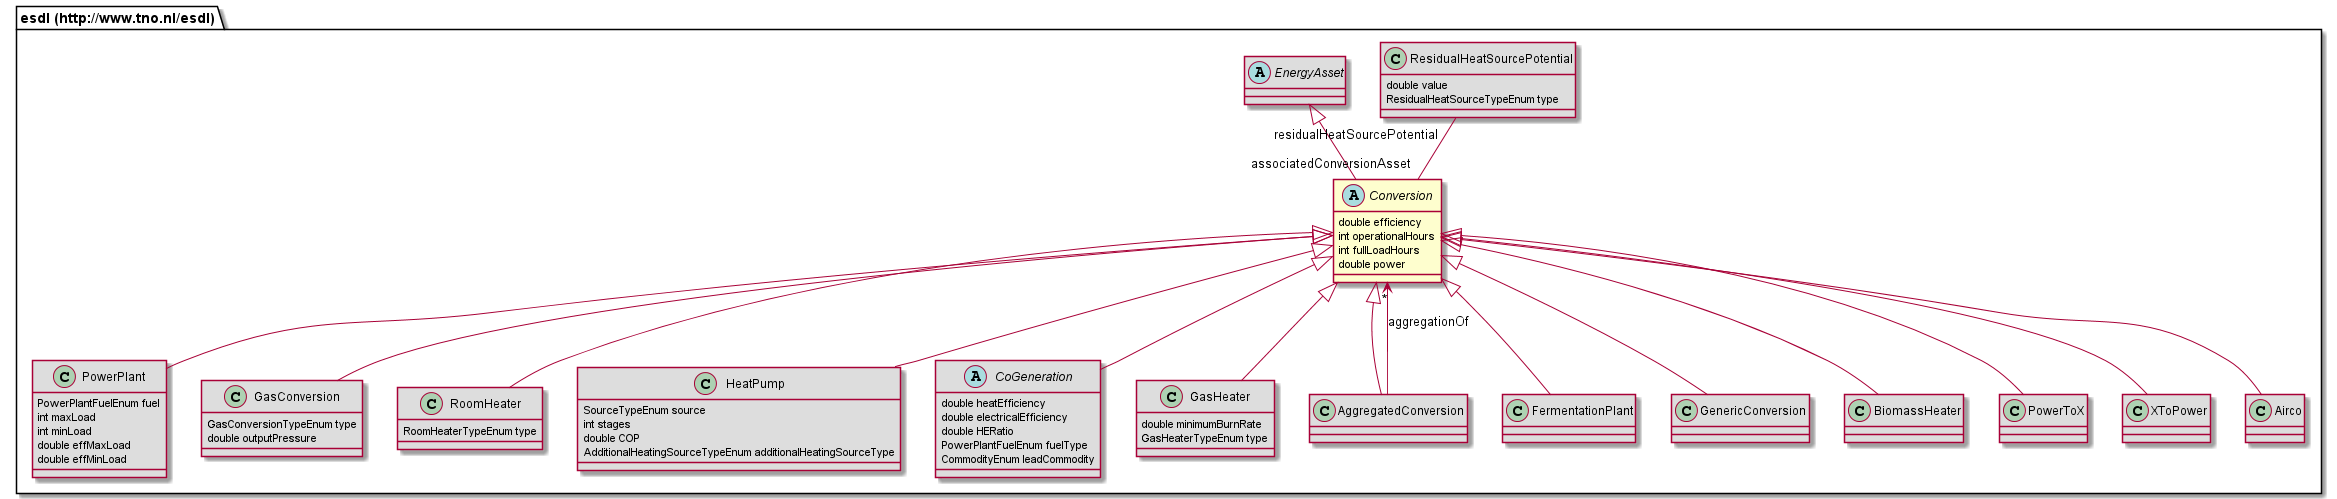 esdl (http://www.tno.nl/esdl)
A EnergyAsset
C ResidualHeatSourcePotential
double value
ResidualHeatSourceTypeEnum type
residualHeatSourcePotential
associatedConversionAsset
A Conversion
double efficiency
int operationalHours
int fullLoadHours
double power
*
aggregationOf
C PowerPlant
PowerPlantFuelEnum fuel
int maxLoad
int minLoad
double effMaxLoad
double effMinLoad
C GasConversion
GasConversionTypeEnum type
double outputPressure
C RoomHeater
RoomHeaterTypeEnum type
C HeatPump
SourceTypeEnum source
int stages
double COP
AdditionalHeatingSourceTypeEnum additionalHeatingSourceType
A CoGeneration
double heatEfficiency
double electricalEfficiency
double HERatio
PowerPlantFuelEnum fuelType
CommodityEnum leadCommodity
C GasHeater
double minimumBurnRate
GasHeaterTypeEnum type
C AggregatedConversion
C FermentationPlant
C GenericConversion
C BiomassHeater
C PowerToX
C XToPower
C Airco